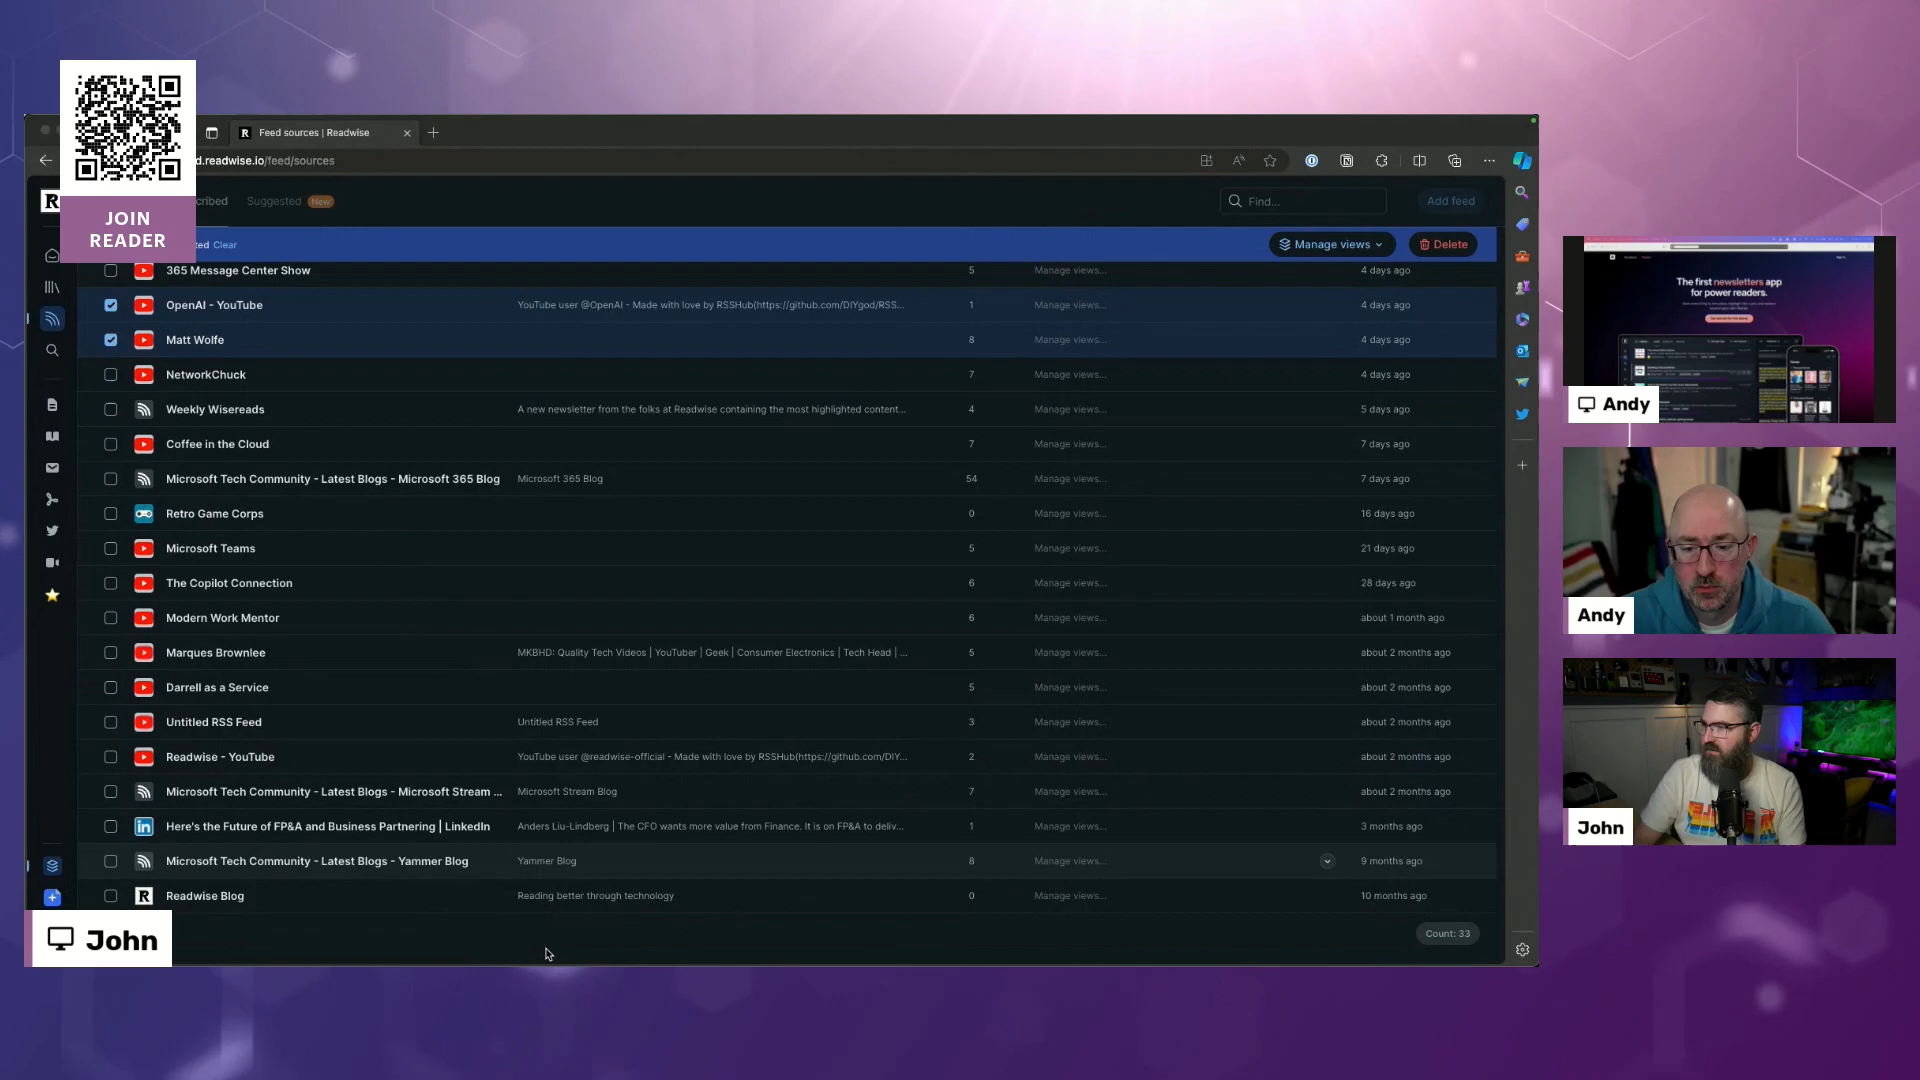 JOIN
READER
Feed sources | Readwise
d.readwise.io/feed/sources
cribed
Suggested
New
Find...
Add feed
ted
Clear
Manage views
Delete
365 Message Center Show
5
Manage views...
4 days ago
OpenAI - YouTube
YouTube user @OpenAI - Made with love by RSSHub(https://github.com/DIYgod/RSS...
1
Manage views...
4 days ago
Matt Wolfe
8
Manage views...
4 days ago
NetworkChuck
7
Manage views...
4 days ago
Weekly Wisereads
A new newsletter from the folks at Readwise containing the most highlighted content...
4
Manage views...
5 days ago
Coffee in the Cloud
7
Manage views...
7 days ago
Microsoft Tech Community - Latest Blogs - Microsoft 365 Blog
Microsoft 365 Blog
54
Manage views...
7 days ago
Retro Game Corps
0
Manage views...
16 days ago
Microsoft Teams
5
Manage views...
21 days ago
The Copilot Connection
6
Manage views...
28 days ago
Modern Work Mentor
6
Manage views...
about 1 month ago
Marques Brownlee
MKBHD: Quality Tech Videos | YouTuber | Geek | Consumer Electronics | Tech Head | ...
5
Manage views...
about 2 months ago
Darrell as a Service
5
Manage views...
about 2 months ago
Untitled RSS Feed
Untitled RSS Feed
3
Manage views...
about 2 months ago
Readwise - YouTube
YouTube user @readwise-official - Made with love by RSSHub(https://github.com/DIY...
2
Manage views...
about 2 months ago
Microsoft Tech Community - Latest Blogs - Microsoft Stream ...
Microsoft Stream Blog
7
Manage views...
about 2 months ago
Here's the Future of FP&A and Business Partnering | LinkedIn
Anders Liu-Lindberg | The CFO wants more value from Finance. It is on FP&A to deliv...
1
Manage views...
3 months ago
Microsoft Tech Community - Latest Blogs - Yammer Blog
Yammer Blog
8
Manage views...
9 months ago
Readwise Blog
Reading better through technology
0
Manage views...
10 months ago
Count: 33
John
The first newsletters app
for power readers.
Andy
Andy
John